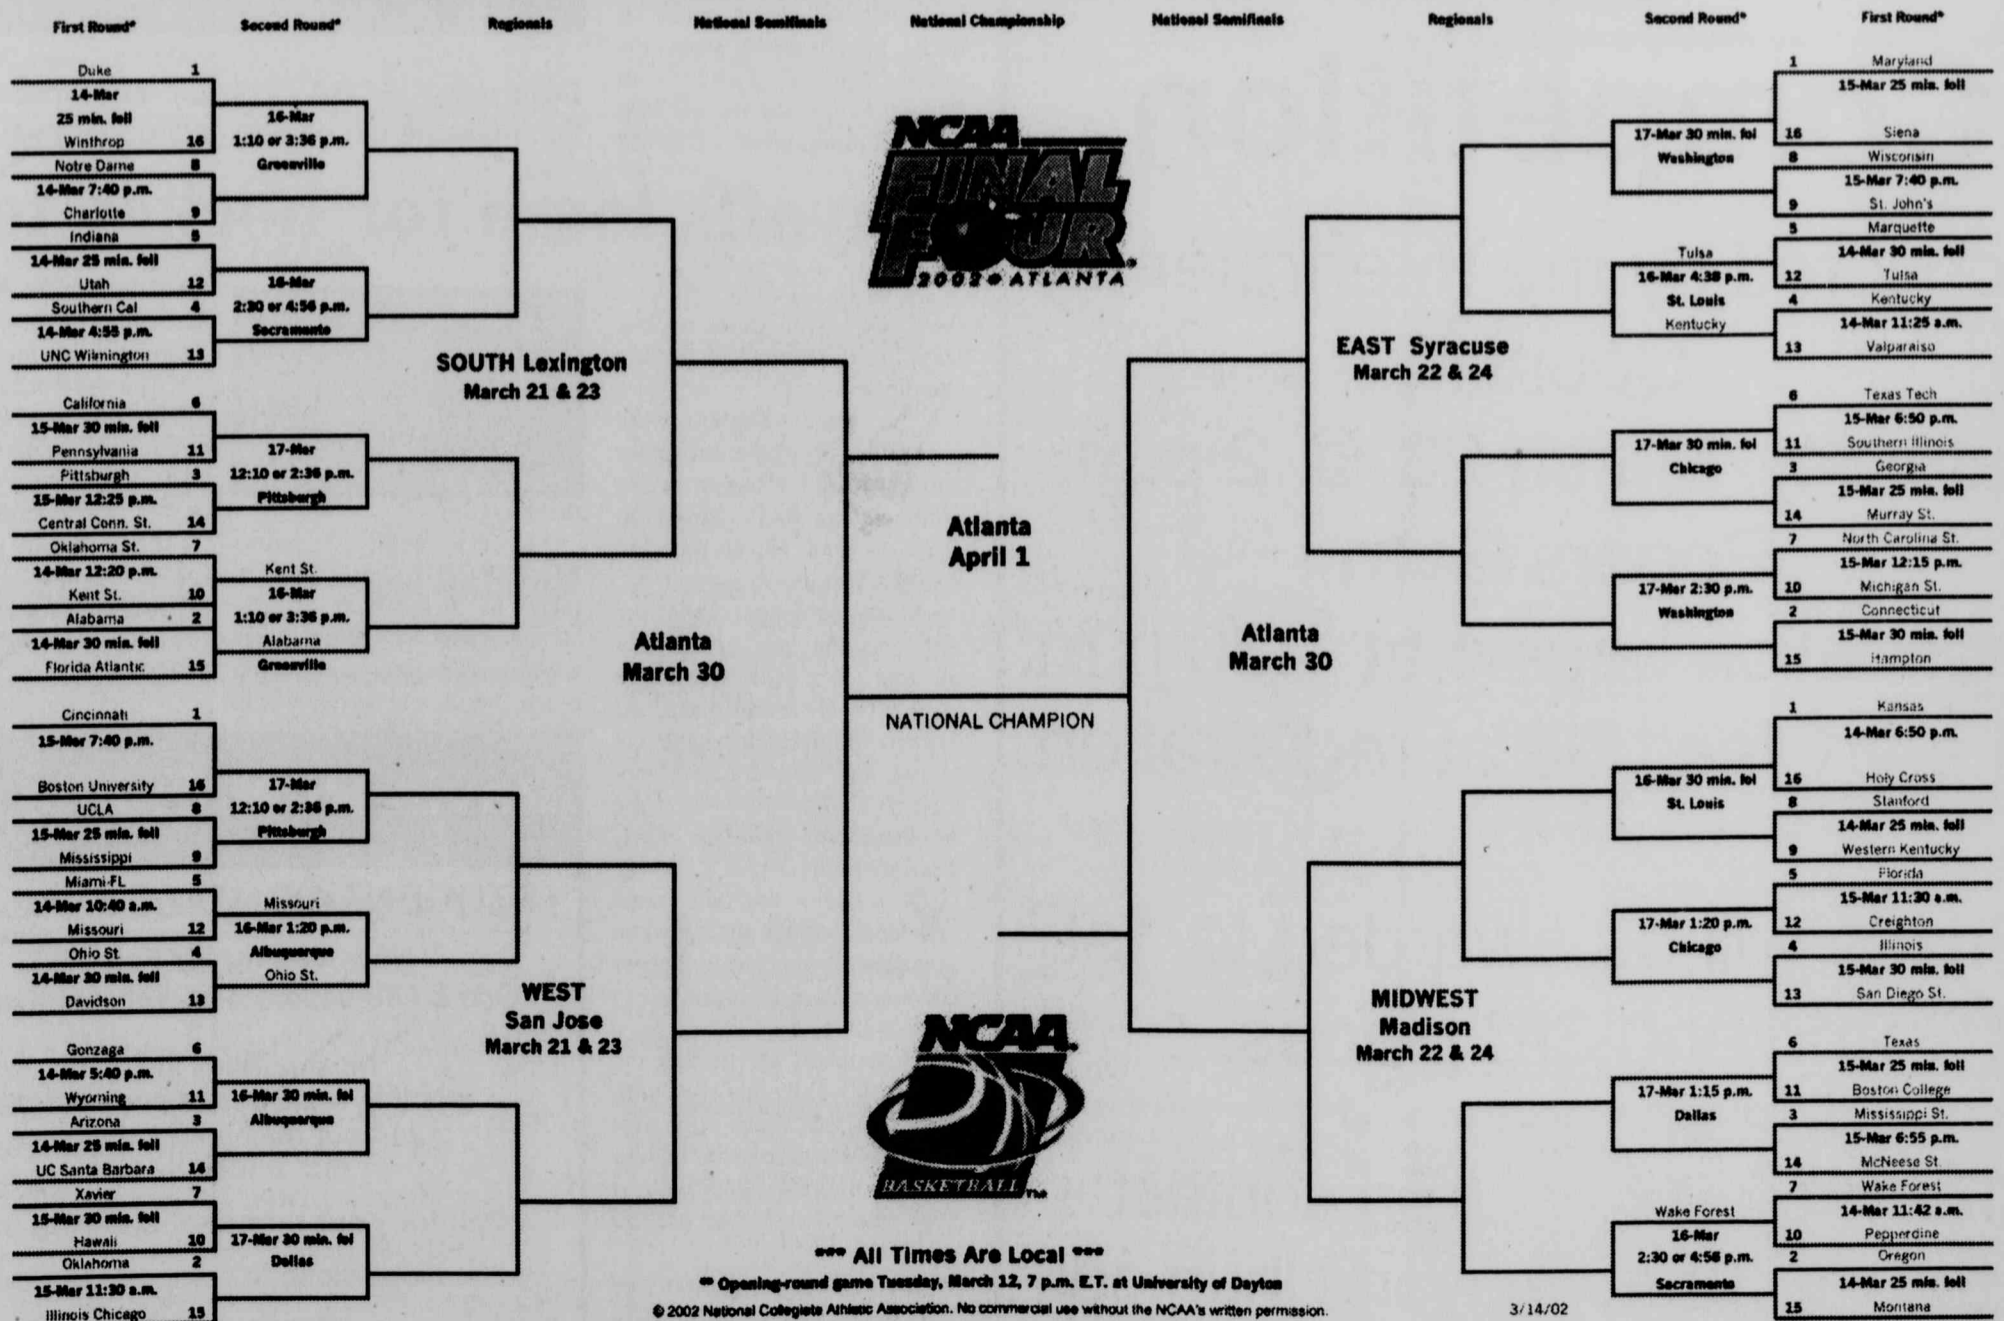 First Round*
Second Round*
Regionals
National Semifinals
National Championship
National Semifinals
Regionals
Second Round*
First Round*
Duke 1
14-Mar
25 min. foll
Winthrop 16
Notre Dame 8
14-Mar 7:40 p.m.
Charlotte 9
Indiana 5
14-Mar 25 min. foll
Utah 12
Southern Cal 4
14-Mar 4:55 p.m.
UNC Wilmington 13
16-Mar
1:10 or 3:36 p.m.
Greenville
16-Mar
2:30 or 4:56 p.m.
Sacramento
SOUTH Lexington
March 21 & 23
California 6
15-Mar 30 min. foll
Pennsylvania 11
Pittsburgh 3
15-Mar 12:25 p.m.
Central Conn. St. 14
Oklahoma St. 7
14-Mar 12:20 p.m.
Kent St. 10
Alabama 2
14-Mar 30 min. foll
Florida Atlantic 15
17-Mar
12:10 or 2:36 p.m.
Pittsburgh
Kent St.
16-Mar
1:10 or 3:36 p.m.
Alabama
Greenville
Cincinnati 1
15-Mar 7:40 p.m.
Boston University 16
UCLA 8
15-Mar 25 min. foll
Mississippi 9
Miami-FL 5
14-Mar 10:40 a.m.
Missouri 12
Ohio St. 4
14-Mar 30 min. foll
Davidson 13
17-Mar
12:10 or 2:36 p.m.
Pittsburgh
Missouri
16-Mar 1:20 p.m.
Albuquerque
Ohio St.
WEST
San Jose
March 21 & 23
Gonzaga 6
14-Mar 5:40 p.m.
Wyoming 11
Arizona 3
14-Mar 25 min. foll
UC Santa Barbara 14
Xavier 7
15-Mar 30 min. foll
Hawaii 10
Oklahoma 2
15-Mar 11:30 a.m.
Illinois Chicago 15
16-Mar 30 min. fol
Albuquerque
17-Mar 30 min. fol
Dallas
Atlanta
March 30
NCAA
FINAL
FOUR
2002 ATLANTA
Atlanta
April 1
NATIONAL CHAMPION
NCAA
BASKETBALL
TM
Atlanta
March 30
EAST Syracuse
March 22 & 24
17-Mar 30 min. fol
Washington
Tulsa
16-Mar 4:38 p.m.
St. Louis
Kentucky
1 Maryland
15-Mar 25 min. foll
16 Siena
8 Wisconsin
15-Mar 7:40 p.m.
9 St. John's
5 Marquette
14-Mar 30 min. foll
12 Tulsa
4 Kentucky
14-Mar 11:25 a.m.
13 Valparaiso
17-Mar 30 min. fol
Chicago
17-Mar 2:30 p.m.
Washington
6 Texas Tech
15-Mar 6:50 p.m.
11 Southern Illinois
3 Georgia
15-Mar 25 min. foll
14 Murray St.
7 North Carolina St.
15-Mar 12:15 p.m.
10 Michigan St.
2 Connecticut
15-Mar 30 min. foll
15 Hampton
MIDWEST
Madison
March 22 & 24
16-Mar 30 min. fol
St. Louis
17-Mar 1:20 p.m.
Chicago
1 Kansas
14-Mar 6:50 p.m.
16 Holy Cross
8 Stanford
14-Mar 25 min. foll
9 Western Kentucky
5 Florida
15-Mar 11:30 a.m.
12 Creighton
4 Illinois
15-Mar 30 min. foll
13 San Diego St.
17-Mar 1:15 p.m.
Dallas
Wake Forest
16-Mar
2:30 or 4:56 p.m.
Sacramento
6 Texas
15-Mar 25 min. foll
11 Boston College
3 Mississippi St.
15-Mar 6:55 p.m.
14 McNeese St.
7 Wake Forest
14-Mar 11:42 a.m.
10 Pepperdine
2 Oregon
14-Mar 25 min. foll
15 Montana
*** All Times Are Local ***
** Opening-round game Tuesday, March 12, 7 p.m. E.T. at University of Dayton
© 2002 National Collegiate Athletic Association. No commercial use without the NCAA's written permission.
3/14/02